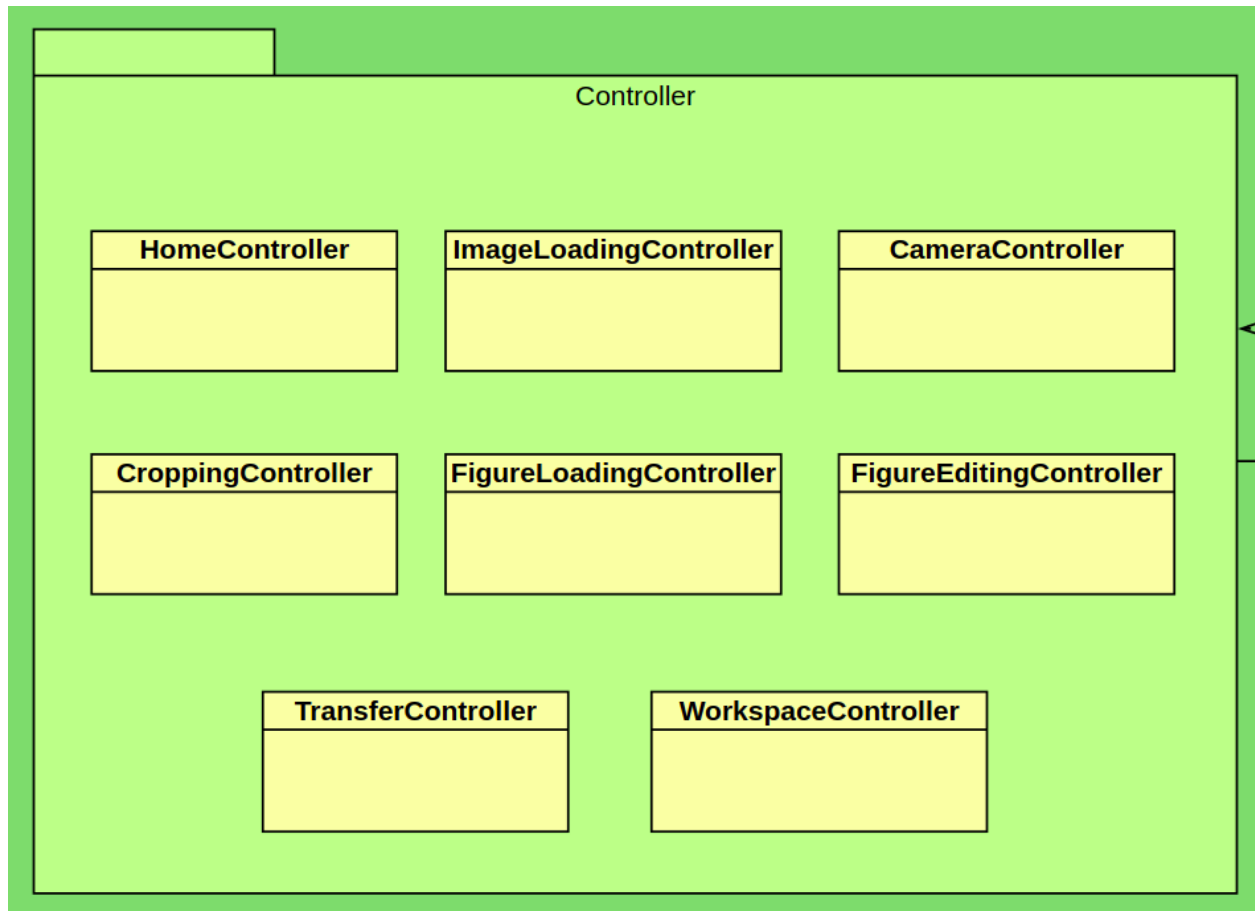 Controller
HomeController
ImageLoadingController
CameraController
CroppingController
FigureLoadingController
FigureEditingController
TransferController
WorkspaceController